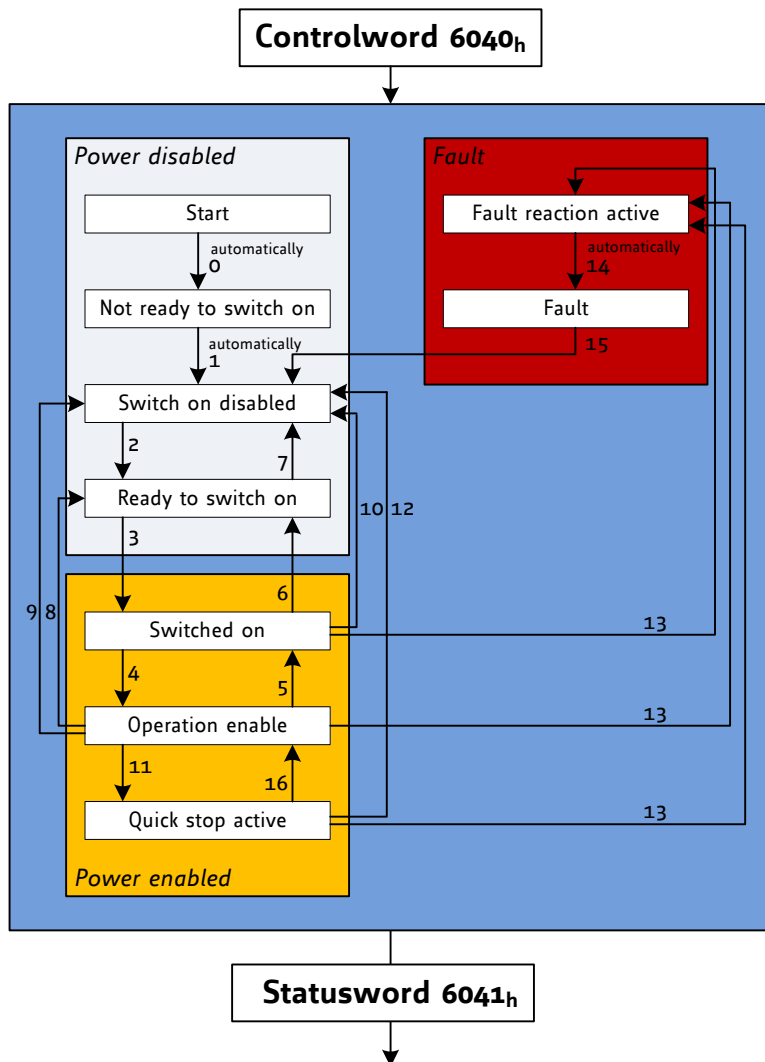 Controlword 6040h
Power disabled
Fault
Start
Fault reaction active
automatically
0
automatically
14
Not ready to switch on
Fault
automatically
1
15
Switch on disabled
2
7
Ready to switch on
10
12
3
9
8
6
Switched on
13
4
5
Operation enable
13
11
16
Quick stop active
13
Power enabled
Statusword 6041h